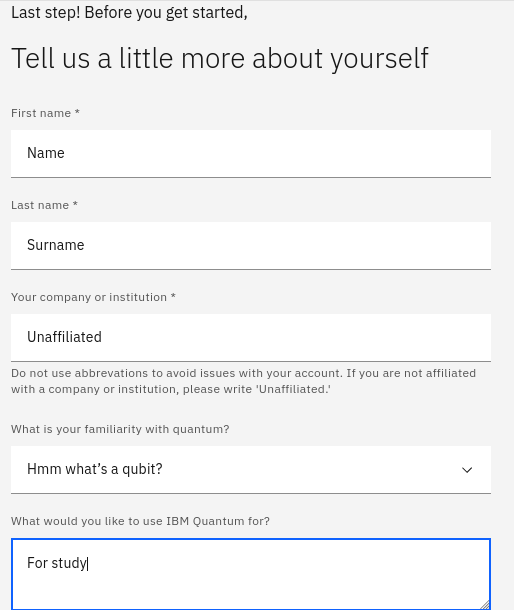 Last step! Before you get started,
Tell us a little more about yourself
First name *
Name
Last name *
Surname
Your company or institution *
Unaffiliated
Do not use abbrevations to avoid issues with your account. If you are not affiliated
with a company or institution, please write 'Unaffiliated.'
What is your familiarity with quantum?
Hmm what’s a qubit?
What would you like to use IBM Quantum for?
For study